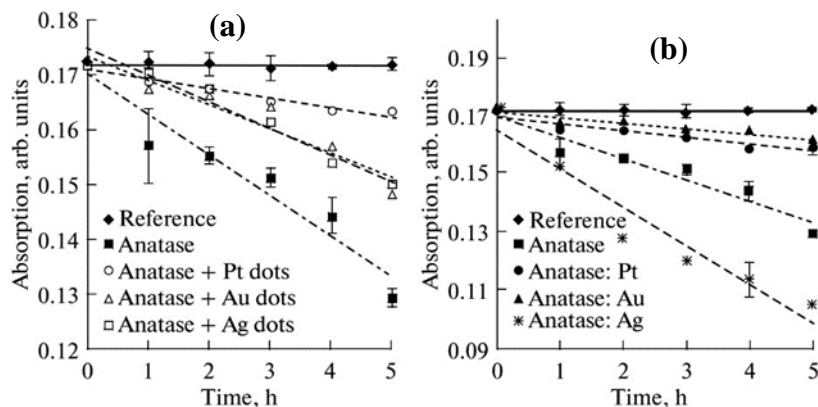 (a)
Absorption, arb. units
0.18
0.17
0.16
0.15
0.14
0.13
0.12
Reference
Anatase
Anatase + Pt dots
Anatase + Au dots
Anatase + Ag dots
0 1 2 3 4 5
Time, h
(b)
Absorption, arb. units
0.19
0.17
0.15
0.13
0.11
0.09
Reference
Anatase
Anatase: Pt
Anatase: Au
Anatase: Ag
0 1 2 3 4 5
Time, h